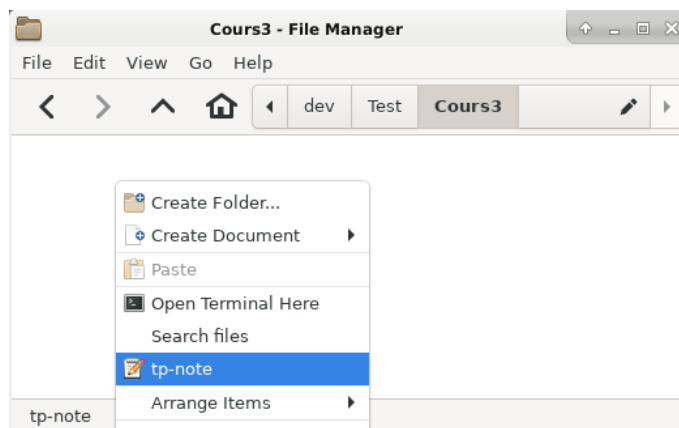 Cours3 - File Manager
File Edit View Go Help
dev Test Cours3
Create Folder...
Create Document
Paste
Open Terminal Here
Search files
tp-note
Arrange Items
tp-note